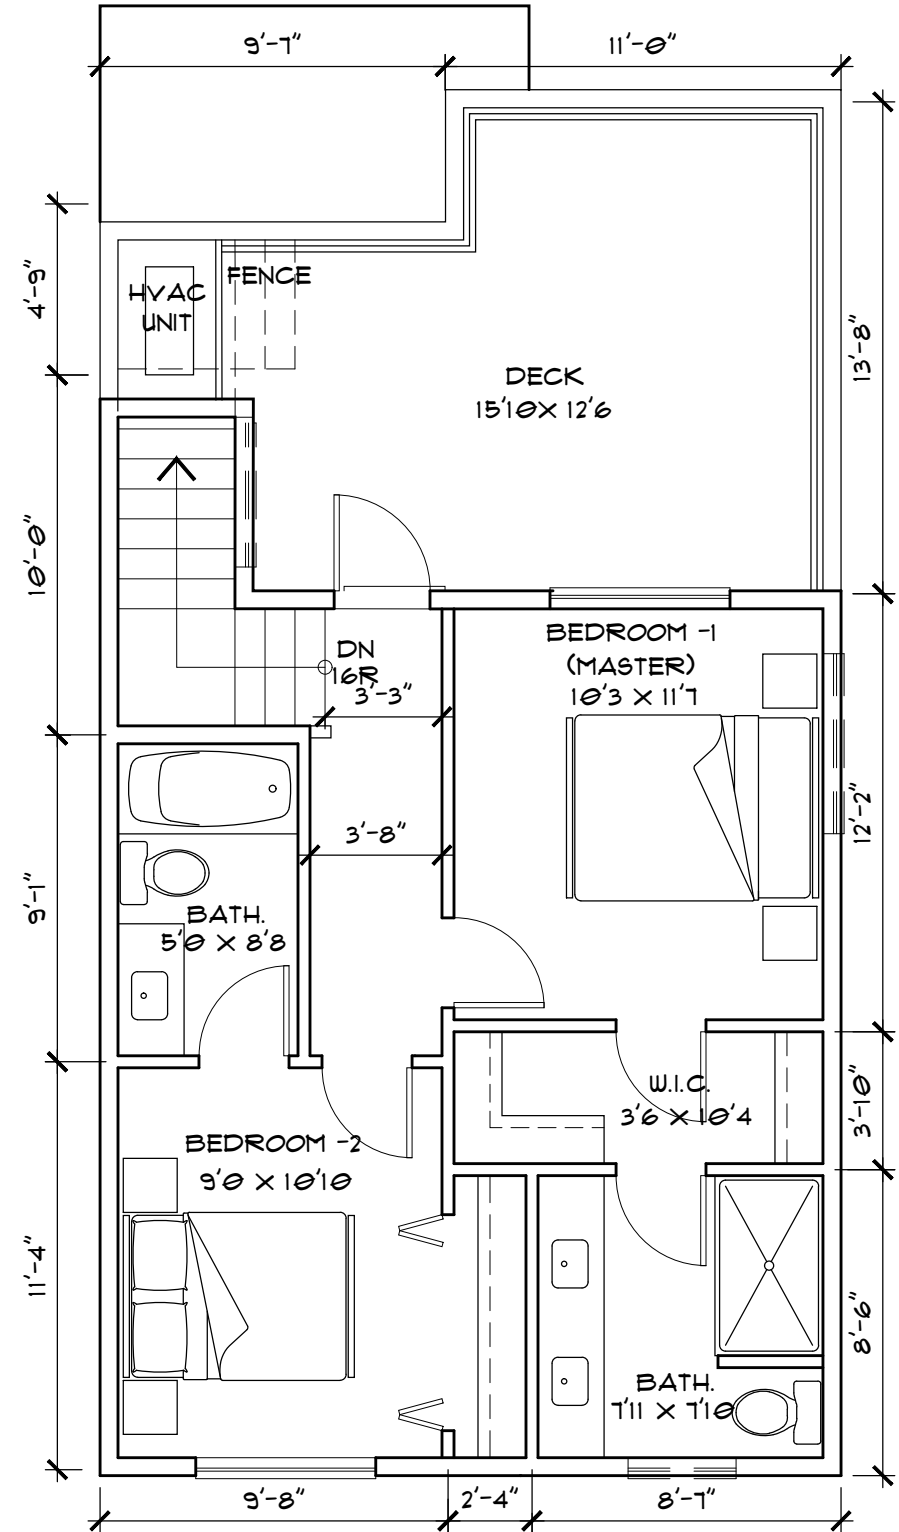 9'-7"
11'-0"
4'-9"
FENCE
HVAC
UNIT
13'-8"
DECK
15'10 X 12'6
10'-0"
DN
16R
3'-3"
BEDROOM -1
(MASTER)
10'3 X 11'7
12'-2"
3'-8"
9'-1"
BATH.
5'0 X 8'8
W.I.C.
3'6 X 10'4
3'-10"
BEDROOM -2
9'0 X 10'10
11'-4"
8'-6"
BATH.
7'11 X 7'10
9'-8"
2'-4"
8'-7"